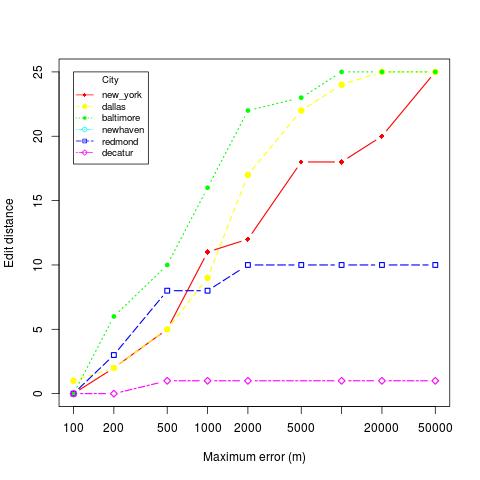 City
new_york
dallas
baltimore
newhaven
redmond
decatur
Edit distance
25
20
15
10
5
0
100 200 500 1000 2000 5000 20000 50000
Maximum error (m)